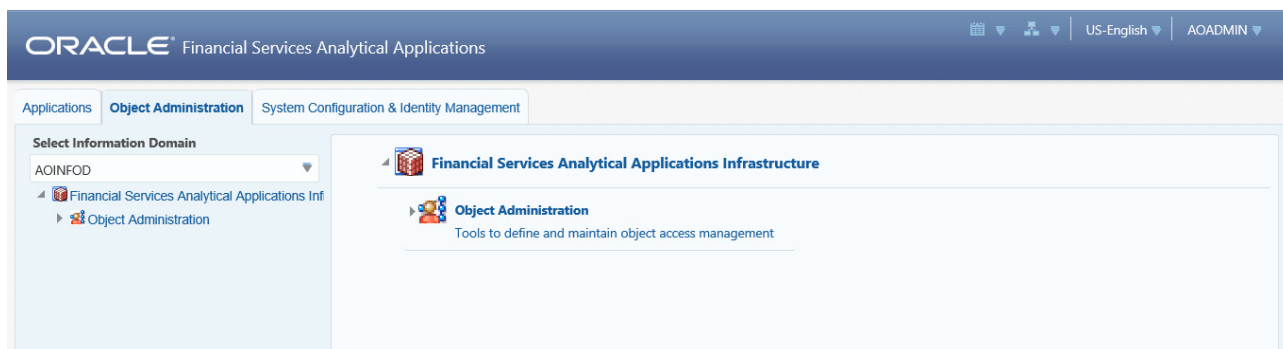 ORACLE® Financial Services Analytical Applications
US-English
AOADMIN
Applications
Object Administration
System Configuration & Identity Management
Select Information Domain
AOINFOD
Financial Services Analytical Applications Inf
Object Administration
Financial Services Analytical Applications Infrastructure
Object Administration
Tools to define and maintain object access management